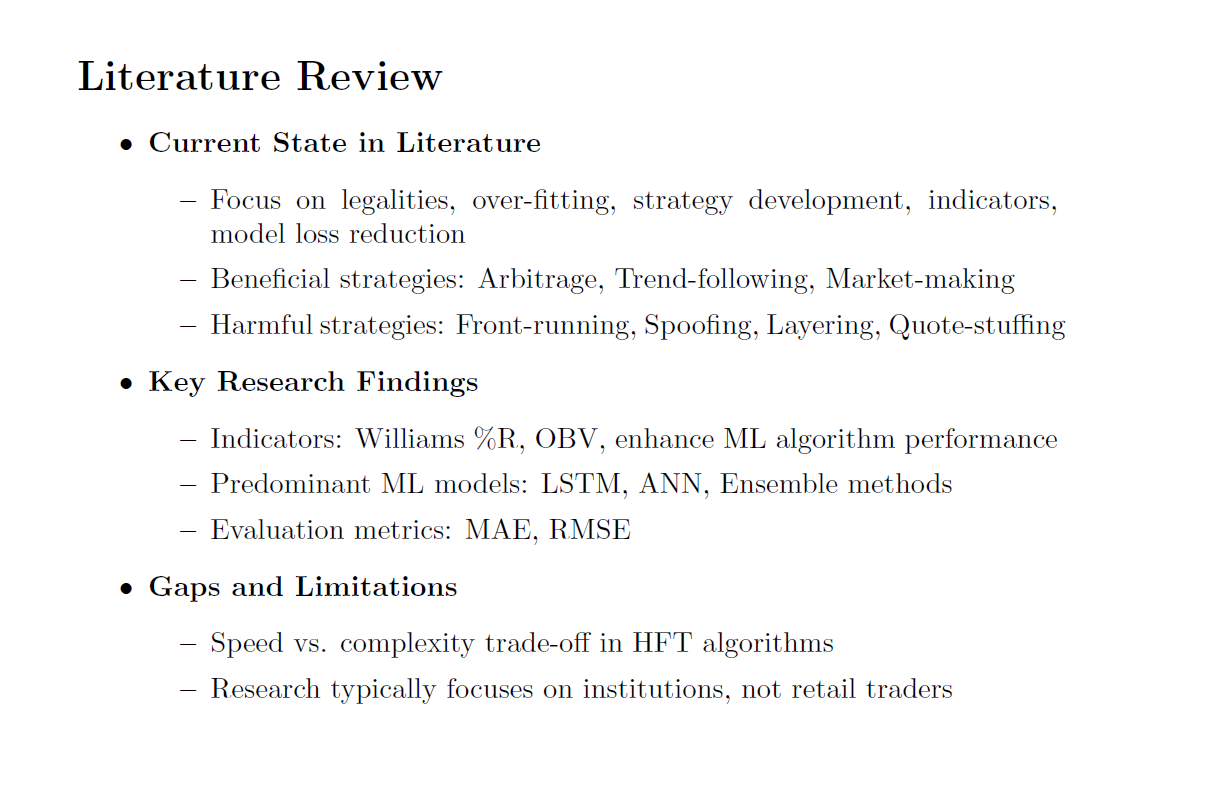 Literature Review
• Current State in Literature
– Focus on legalities, over-fitting, strategy development, indicators,
model loss reduction
– Beneficial strategies: Arbitrage, Trend-following, Market-making
– Harmful strategies: Front-running, Spoofing, Layering, Quote-stuffing
• Key Research Findings
– Indicators: Williams %R, OBV, enhance ML algorithm performance
– Predominant ML models: LSTM, ANN, Ensemble methods
– Evaluation metrics: MAE, RMSE
• Gaps and Limitations
– Speed vs. complexity trade-off in HFT algorithms
– Research typically focuses on institutions, not retail traders